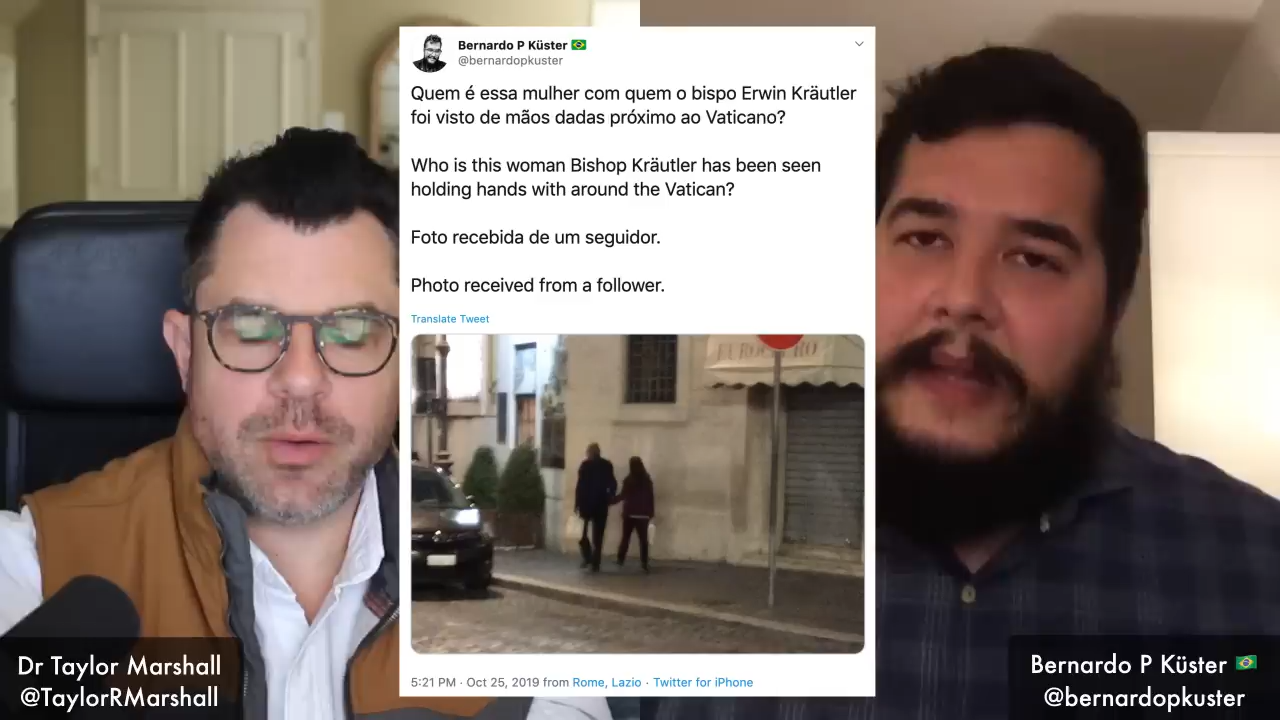 Bernardo P Küster 🇧🇷
@bernardopkuster
Quem é essa mulher com quem o bispo Erwin Kräutler
foi visto de mãos dadas próximo ao Vaticano?
Who is this woman Bishop Kräutler has been seen
holding hands with around the Vatican?
Foto recebida de um seguidor.
Photo received from a follower.
Translate Tweet
5:21 PM · Oct 25, 2019 from Rome, Lazio · Twitter for iPhone
Dr Taylor Marshall
@TaylorRMarshall
Bernardo P Küster 🇧🇷
@bernardopkuster